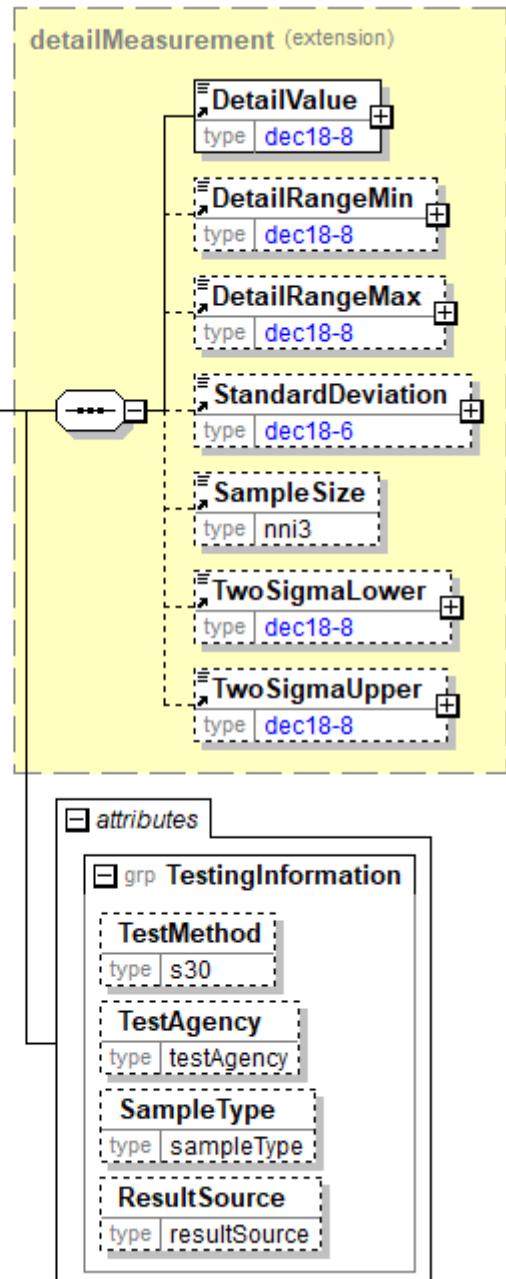 detailMeasurement (extension)
DetailValue
type dec18-8
DetailRangeMin
type dec18-8
DetailRangeMax
type dec18-8
StandardDeviation
type dec18-6
SampleSize
type nni3
TwoSigmaLower
type dec18-8
TwoSigmaUpper
type dec18-8
attributes
grp TestingInformation
TestMethod
type s30
TestAgency
type testAgency
SampleType
type sampleType
ResultSource
type resultSource